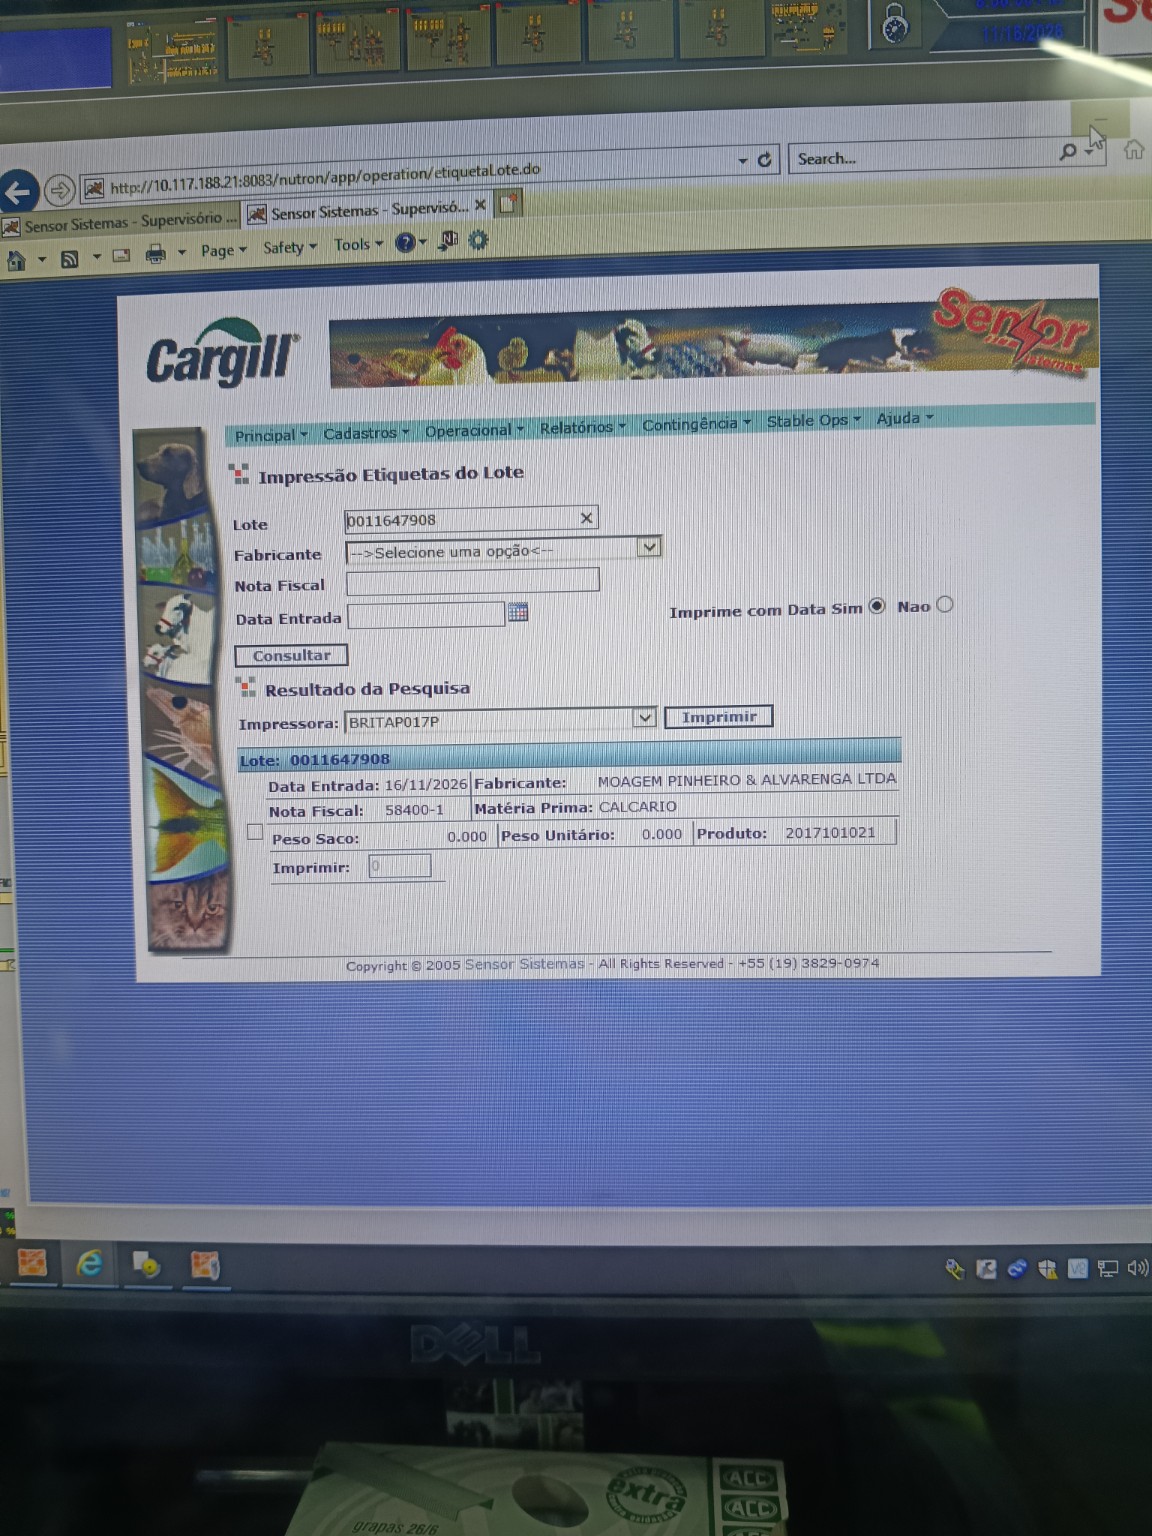 11/16/2026
http://10.117.188.21:8083/nutron/app/operation/etiquetaLote.do
Search...
Sensor Sistemas - Supervisório ...
Sensor Sistemas - Supervisó...
Page
Safety
Tools
Cargill
Sensor
Sistemas
Principal
Cadastros
Operacional
Relatórios
Contingência
Stable Ops
Ajuda
Impressão Etiquetas do Lote
Lote 0011647908
Fabricante -->Selecione uma opção<--
Nota Fiscal
Data Entrada
Imprime com Data Sim Nao
Consultar
Resultado da Pesquisa
Impressora: BRITAP017P Imprimir
Lote: 0011647908
Data Entrada: 16/11/2026 Fabricante: MOAGEM PINHEIRO & ALVARENGA LTDA
Nota Fiscal: 58400-1 Matéria Prima: CALCARIO
Peso Saco: 0.000 Peso Unitário: 0.000 Produto: 2017101021
Imprimir: 0
Copyright © 2005 Sensor Sistemas - All Rights Reserved - +55 (19) 3829-0974
DELL
extra
ACC
ACC
grapas 26/6